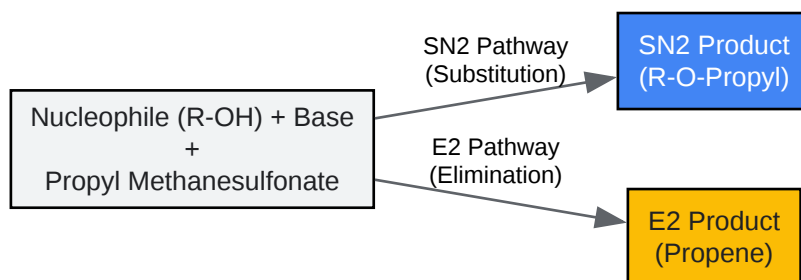 SN2 Pathway
(Substitution)
SN2 Product
(R-O-Propyl)
Nucleophile (R-OH) + Base
+
Propyl Methanesulfonate
E2 Pathway
(Elimination)
E2 Product
(Propene)